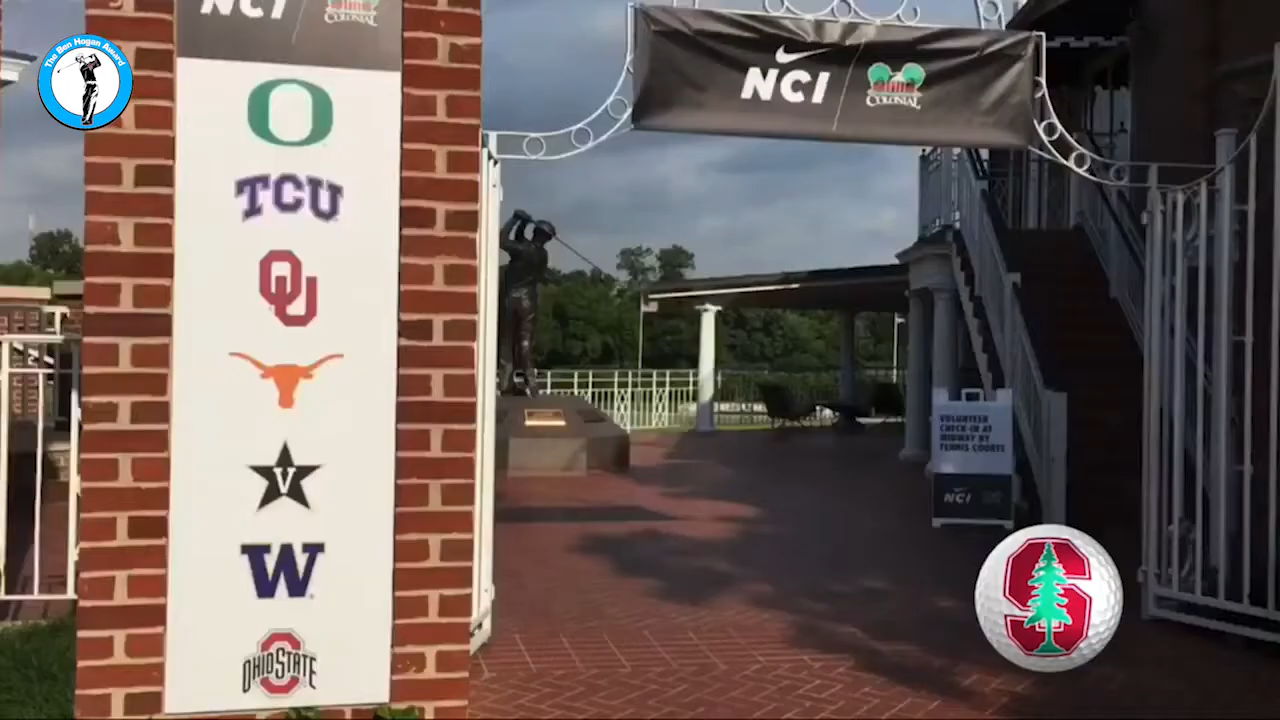 The Ben Hogan Award
NCI
COLONIAL
O
TCU
OU
V
W
OHIO STATE
NCI
COLONIAL
VOLUNTEER
CHECK-IN AT
MIDWAY BY
TENNIS COURTS
NCI
S